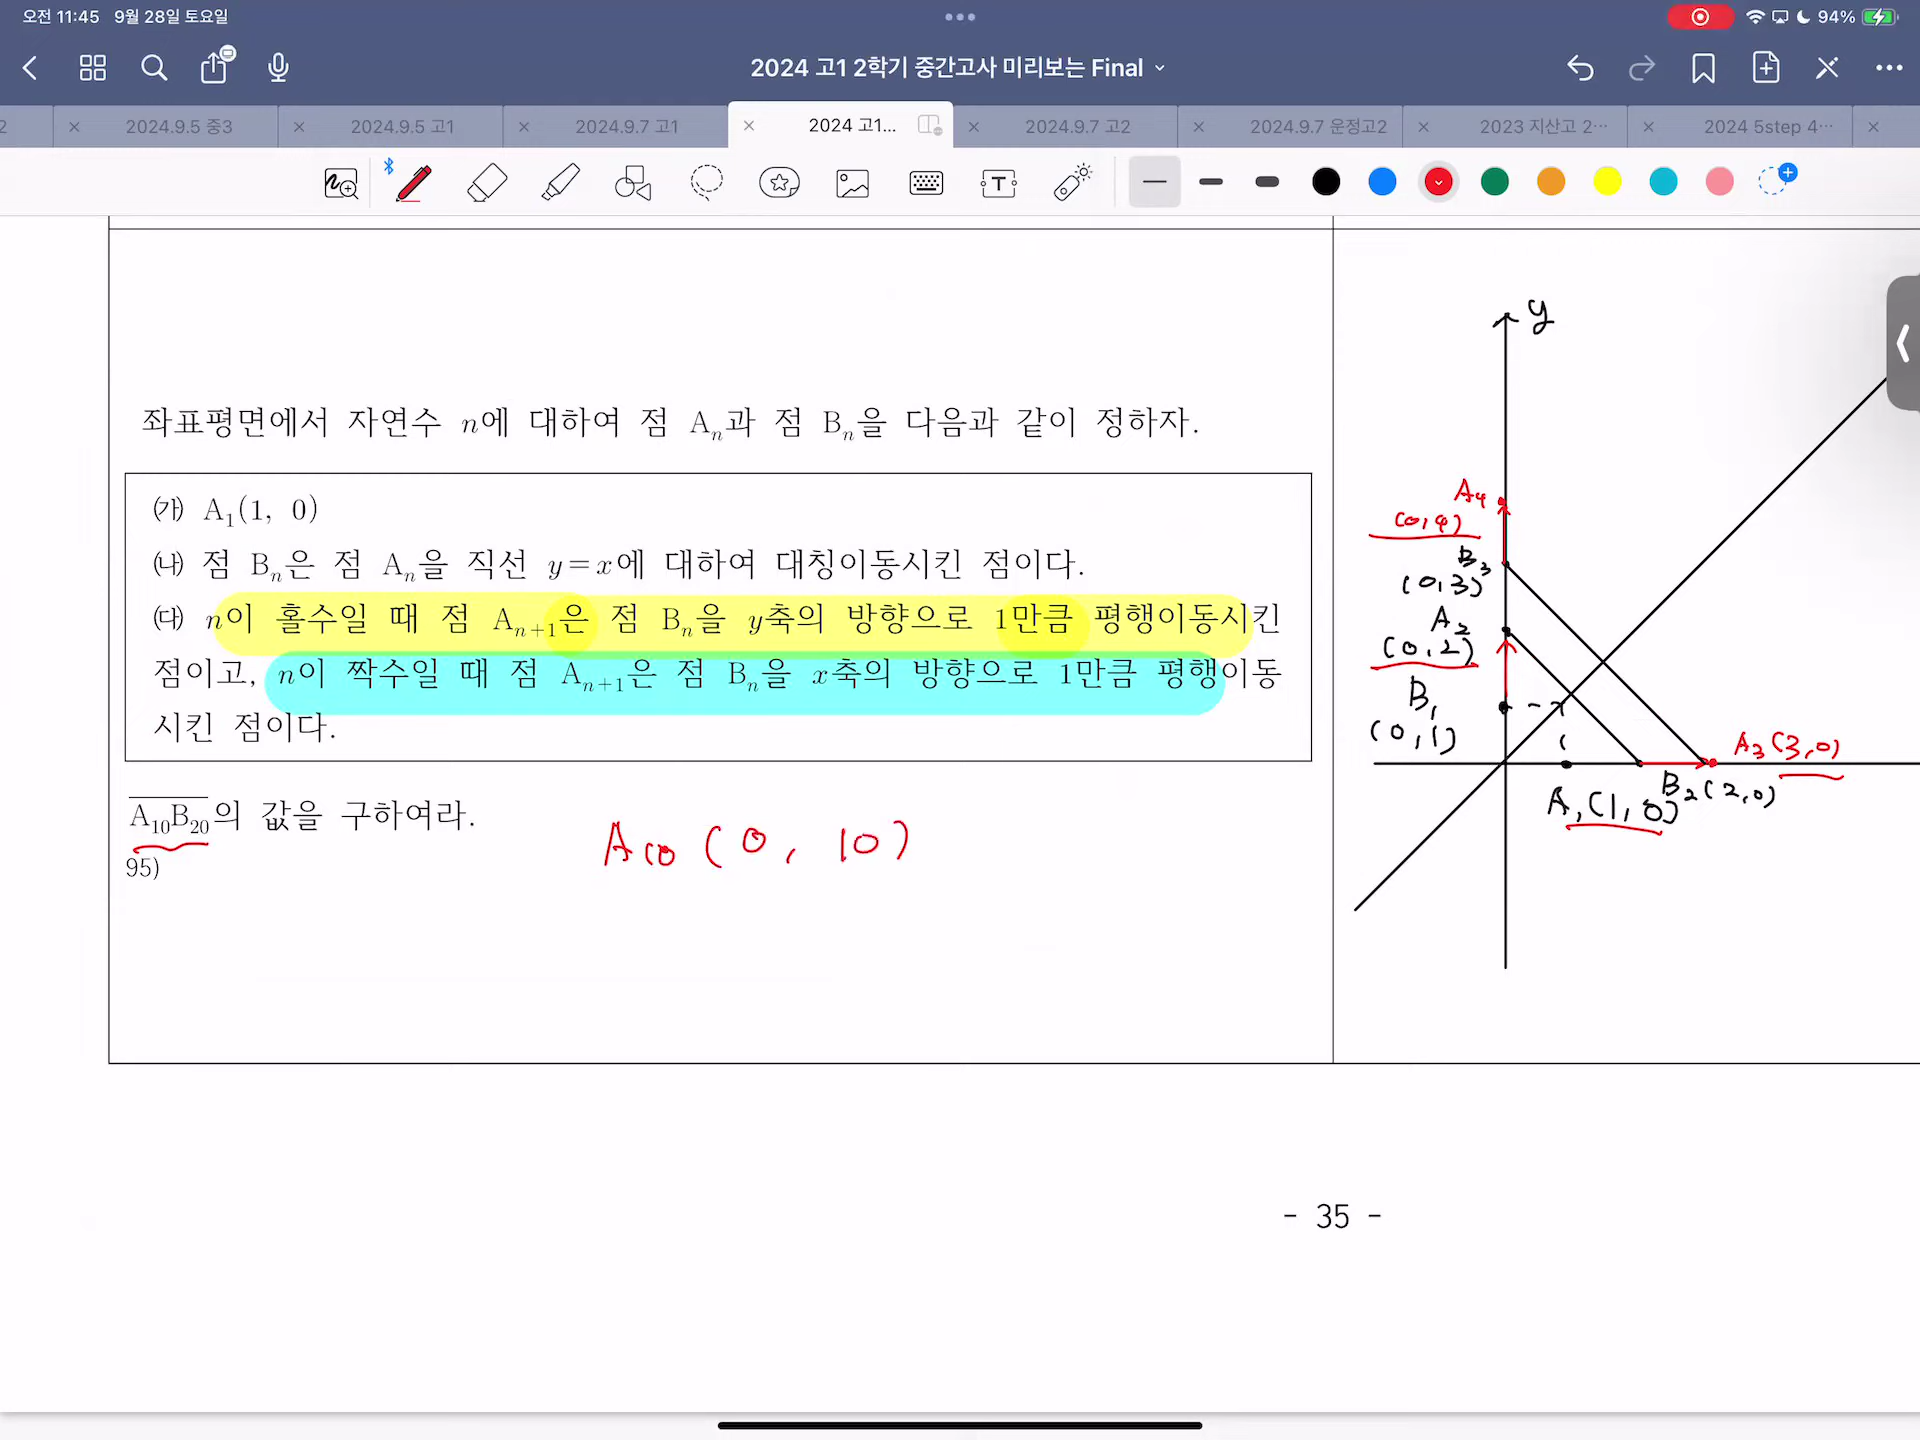 오전 11:45 9월 28일 토요일
94%
2024 고1 2학기 중간고사 미리보는 Final
2
2024.9.5 중3
2024.9.5 고1
2024.9.7 고1
2024 고1...
2024.9.7 고2
2024.9.7 운정고2
2023 지산고 2...
2024 5step 4...
좌표평면에서 자연수 n에 대하여 점 Aₙ과 점 Bₙ을 다음과 같이 정하자.
㈎ A₁(1, 0)
㈏ 점 Bₙ은 점 Aₙ을 직선 y=x에 대하여 대칭이동시킨 점이다.
㈐ n이 홀수일 때 점 Aₙ₊₁은 점 Bₙ을 y축의 방향으로 1만큼 평행이동시킨
점이고, n이 짝수일 때 점 Aₙ₊₁은 점 Bₙ을 x축의 방향으로 1만큼 평행이동
시킨 점이다.
A₁₀B₂₀의 값을 구하여라.
95)
A₁₀(0, 10)
y
A₄
(0,4)
B₃
(0,3)
A₂
(0,2)
B₁
(0,1)
A₃(3,0)
B₂(2,0)
A₁(1,0)
- 35 -